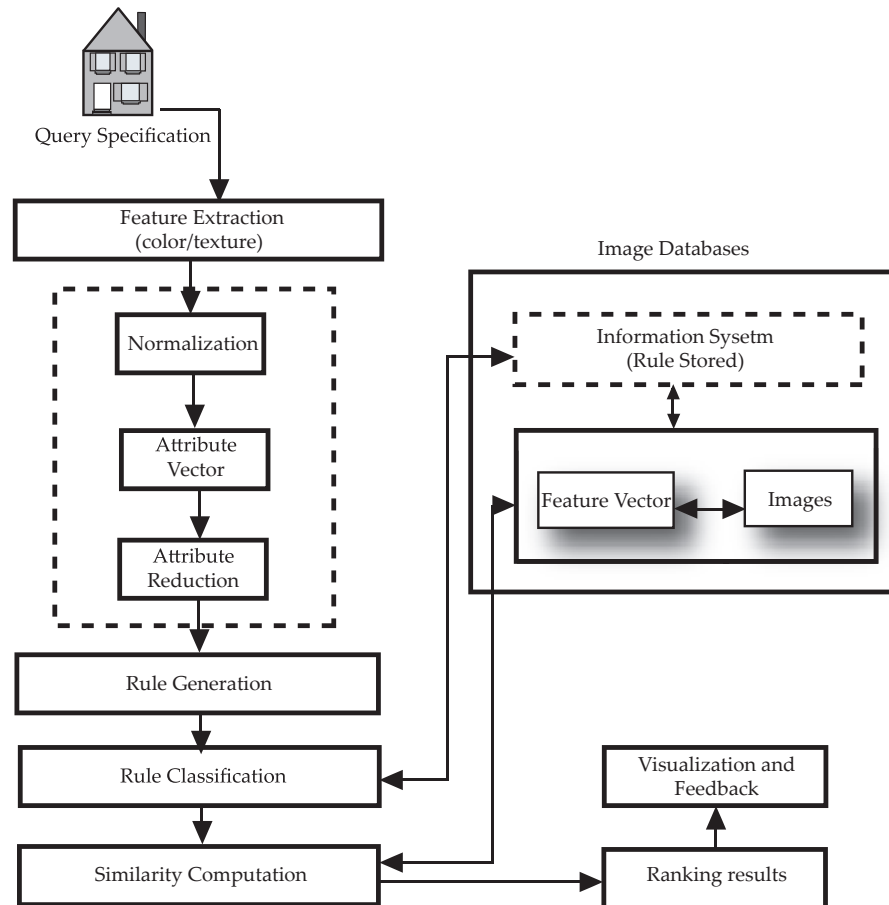 Query Specification
Feature Extraction
(color/texture)
Normalization
Attribute
Vector
Attribute
Reduction
Rule Generation
Rule Classification
Similarity Computation
Image Databases
Information Sysetm
(Rule Stored)
Feature Vector
Images
Visualization and
Feedback
Ranking results